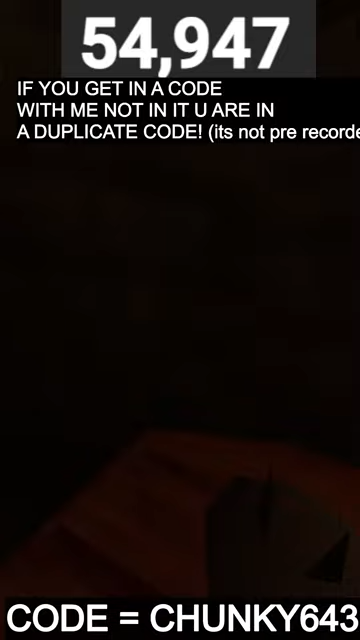 54,947
IF YOU GET IN A CODE
WITH ME NOT IN IT U ARE IN
A DUPLICATE CODE! (its not pre recorde
CODE = CHUNKY643